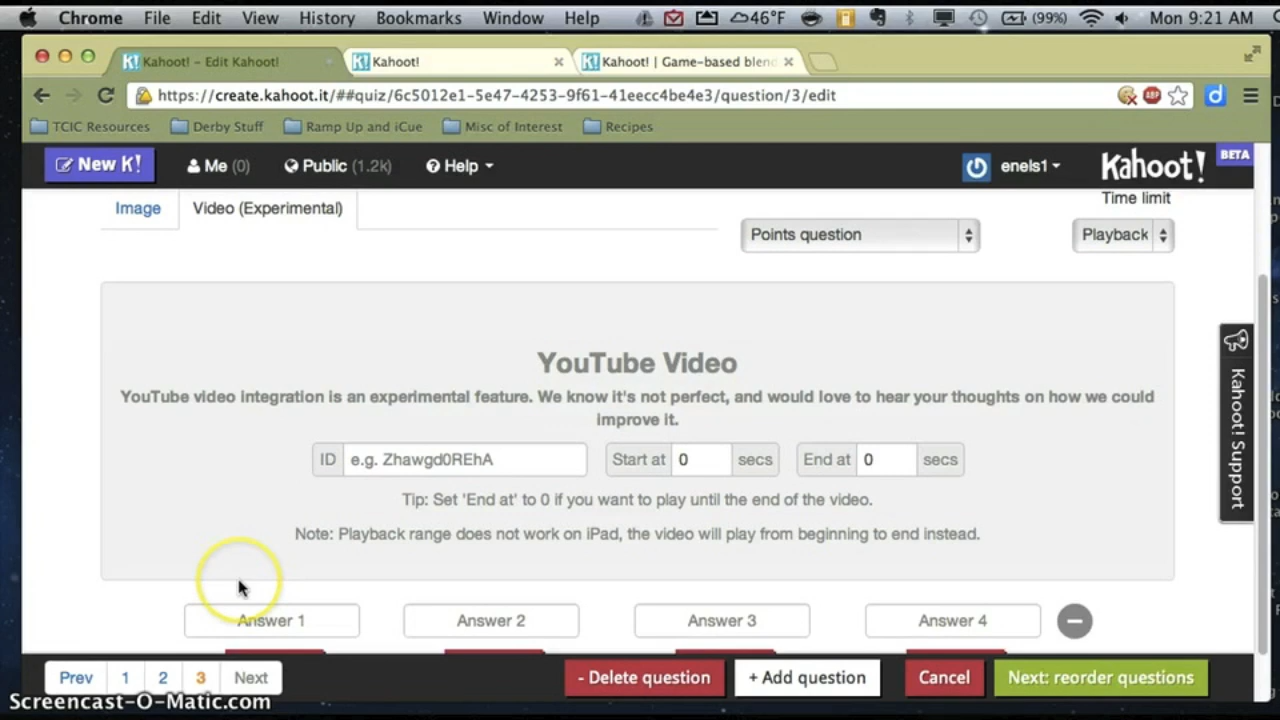 Chrome File Edit View History Bookmarks Window Help 46°F (99%) Mon 9:21 AM
K! Kahoot! - Edit Kahoot! K! Kahoot! K! Kahoot! | Game-based blen
https://create.kahoot.it/##quiz/6c5012e1-5e47-4253-9f61-41eecc4be4e3/question/3/edit ABP d
TCIC Resources Derby Stuff Ramp Up and iCue Misc of Interest Recipes
New K! Me (0) Public (1.2k) Help enels1 Kahoot! BETA
Image Video (Experimental) Time limit
Points question Playback
YouTube Video
YouTube video integration is an experimental feature. We know it's not perfect, and would love to hear your thoughts on how we could
improve it.
ID e.g. Zhawgd0REhA Start at 0 secs End at 0 secs
Tip: Set 'End at' to 0 if you want to play until the end of the video.
Note: Playback range does not work on iPad, the video will play from beginning to end instead.
Kahoot! Support
Answer 1 Answer 2 Answer 3 Answer 4
Prev 1 2 3 Next - Delete question + Add question Cancel Next: reorder questions
Screencast-O-Matic.com